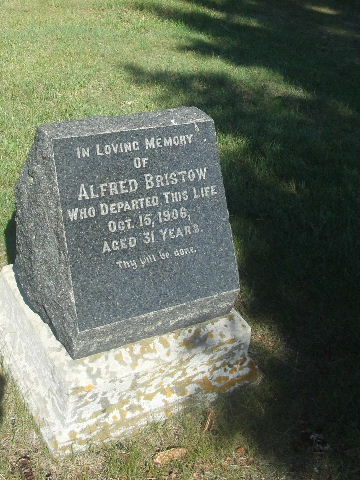 IN LOVING MEMORY
OF
ALFRED BRISTOW
WHO DEPARTED THIS LIFE
OCT. 15, 1906,
AGED 31 YEARS.
Thy will be done.